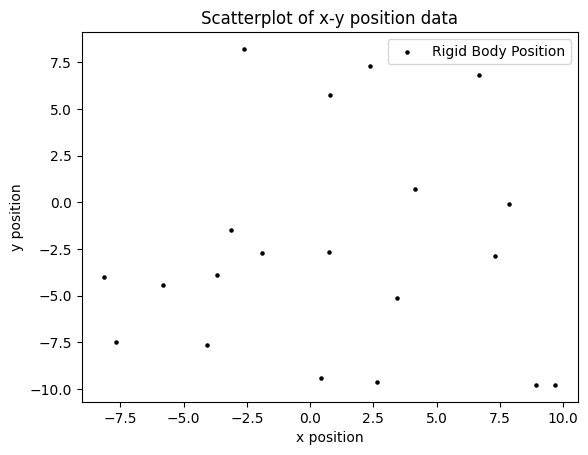 Scatterplot of x-y position data
Rigid Body Position
7.5
5.0
2.5
0.0
−2.5
−5.0
−7.5
−10.0
y position
−7.5 −5.0 −2.5 0.0 2.5 5.0 7.5 10.0
x position